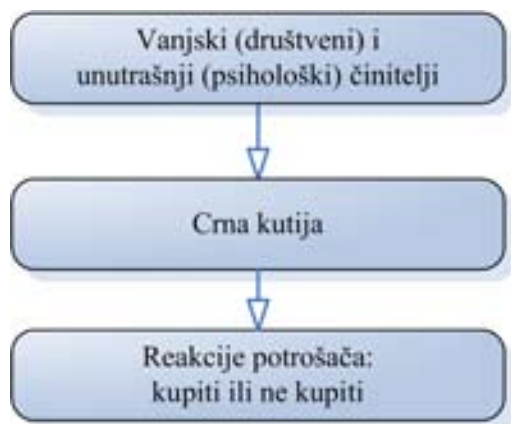 Vanjski (društveni) i
unutrašnji (psihološki) činitelji
Crna kutija
Reakcije potrošača:
kupiti ili ne kupiti